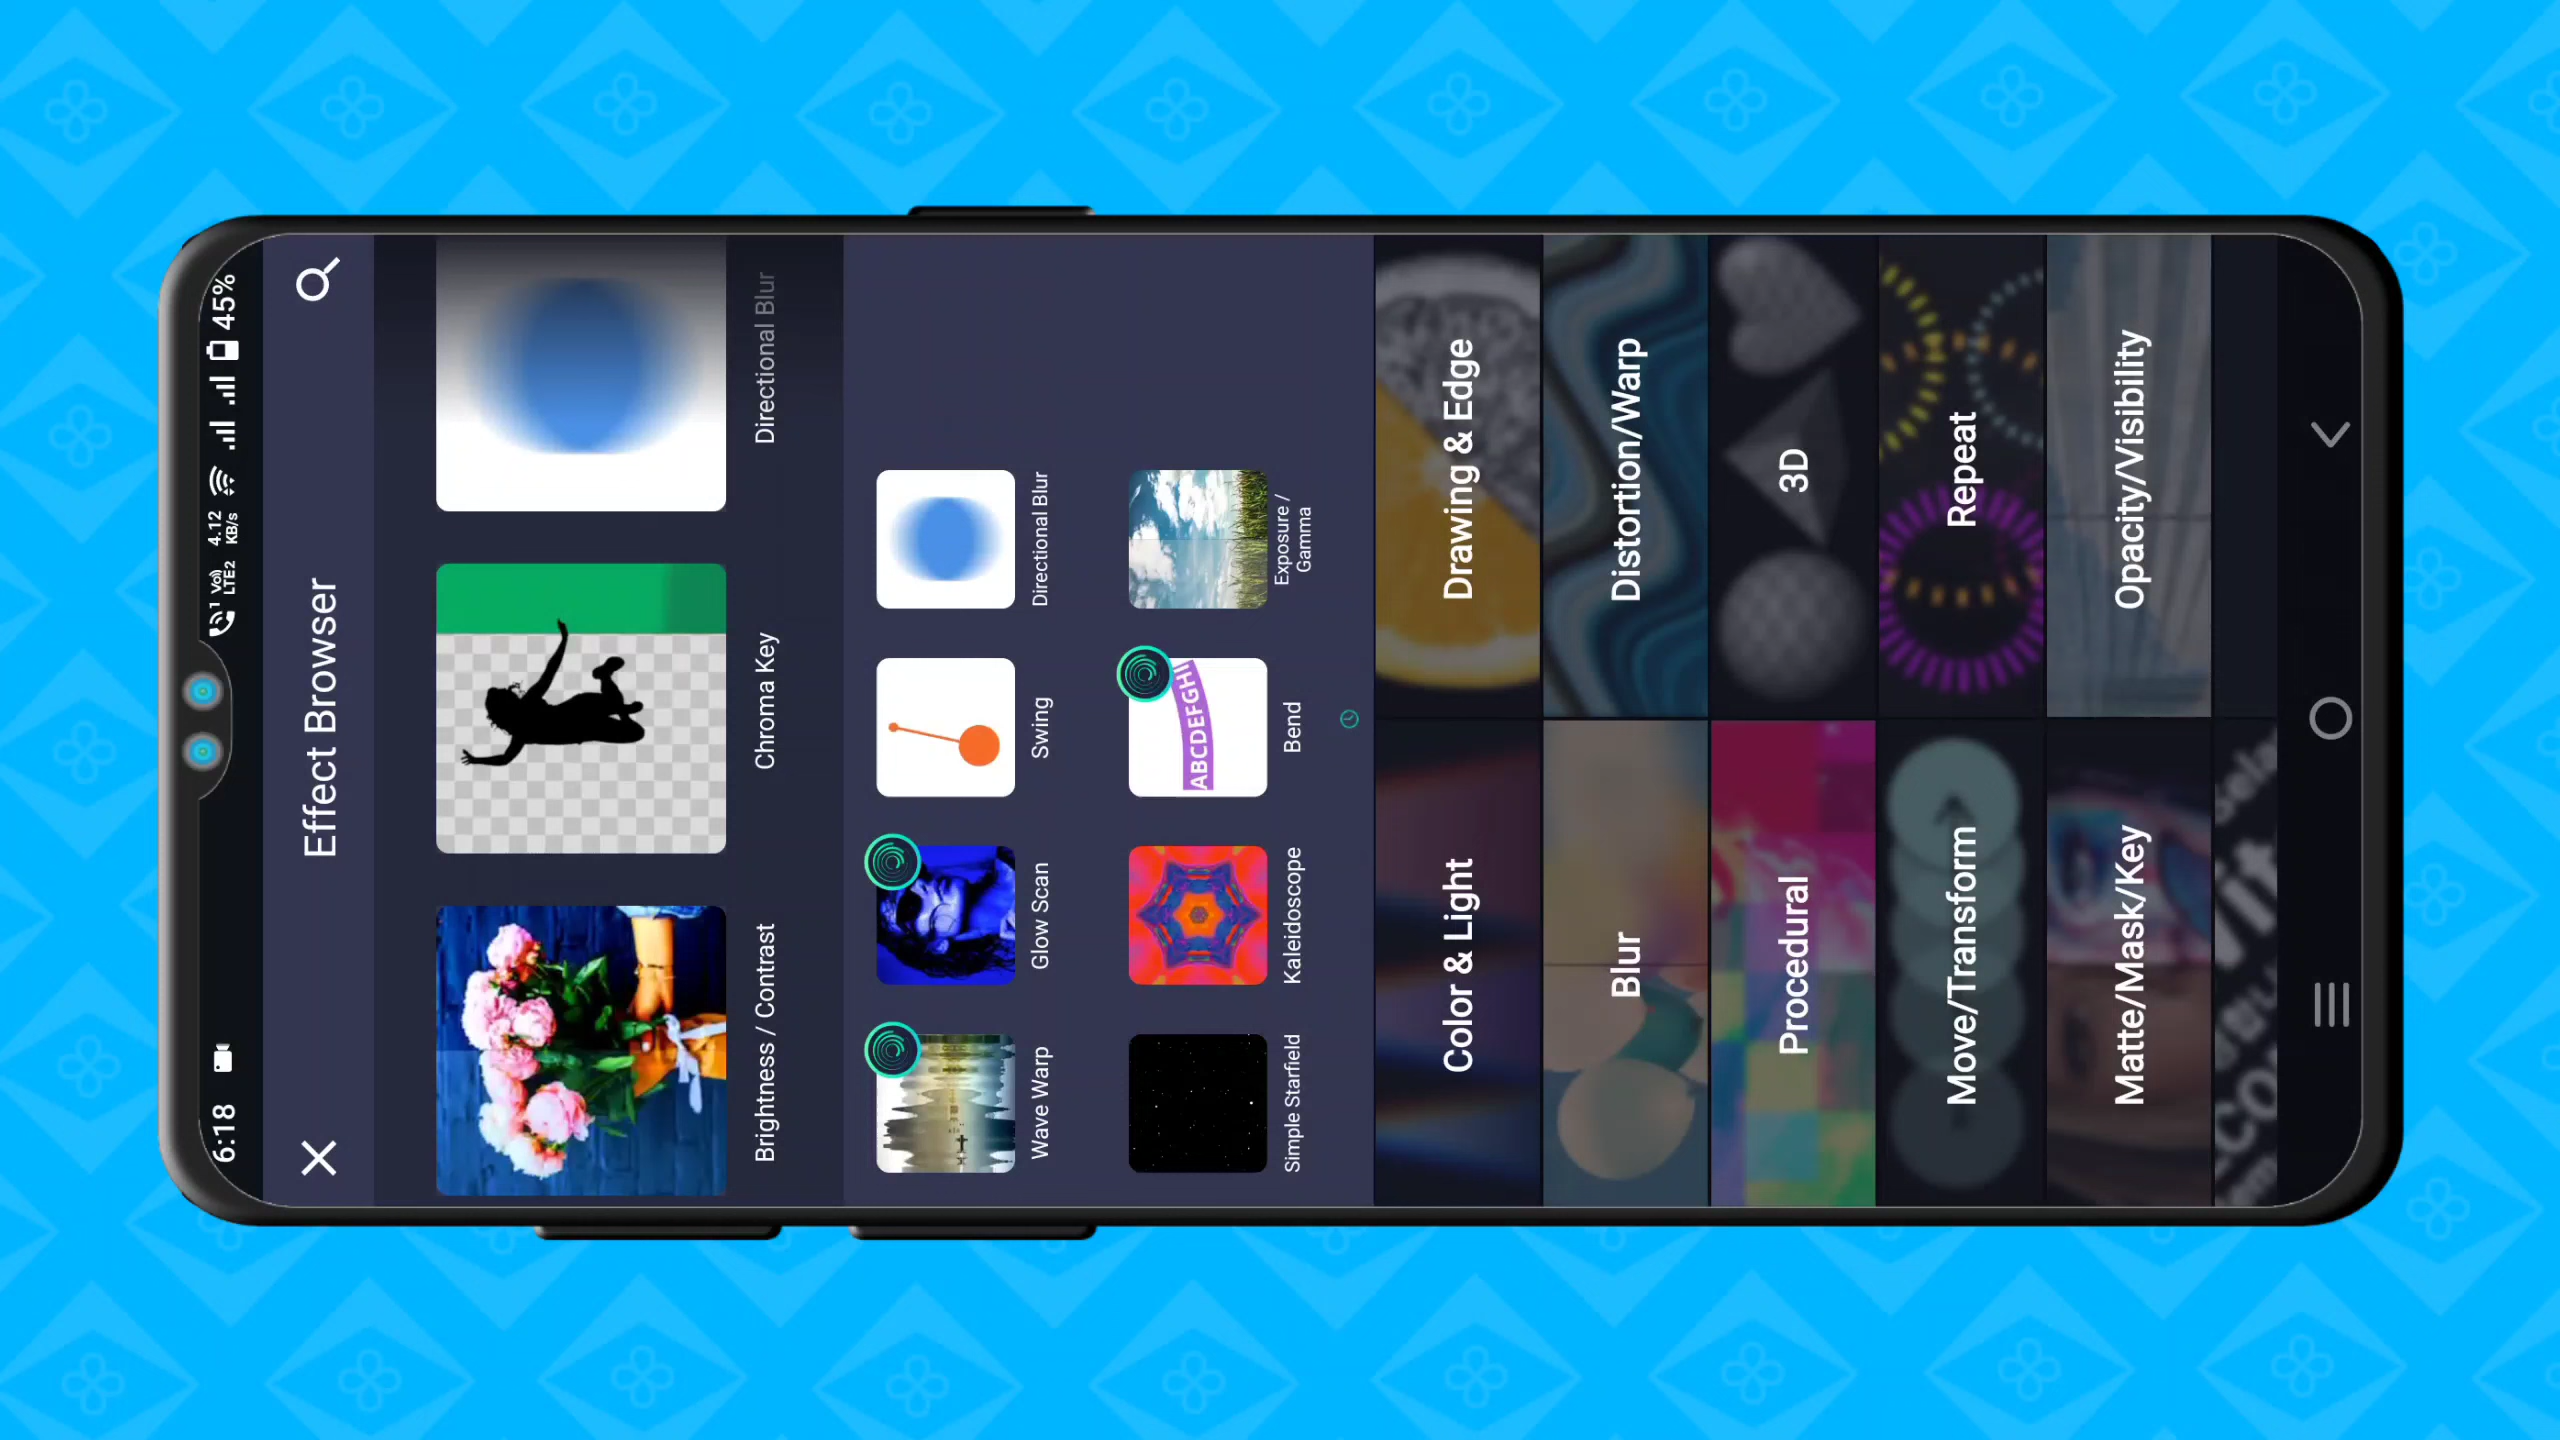 6:18
1 Vo)) LTE2
4.12 KB/s
45%
Effect Browser
Brightness / Contrast
Chroma Key
Directional Blur
Wave Warp
Glow Scan
Swing
Directional Blur
ABCDEFGHI
Simple Starfield
Kaleidoscope
Bend
Exposure /
Gamma
Color & Light
Drawing & Edge
Blur
Distortion/Warp
Procedural
3D
Move/Transform
Repeat
Matte/Mask/Key
Opacity/Visibility